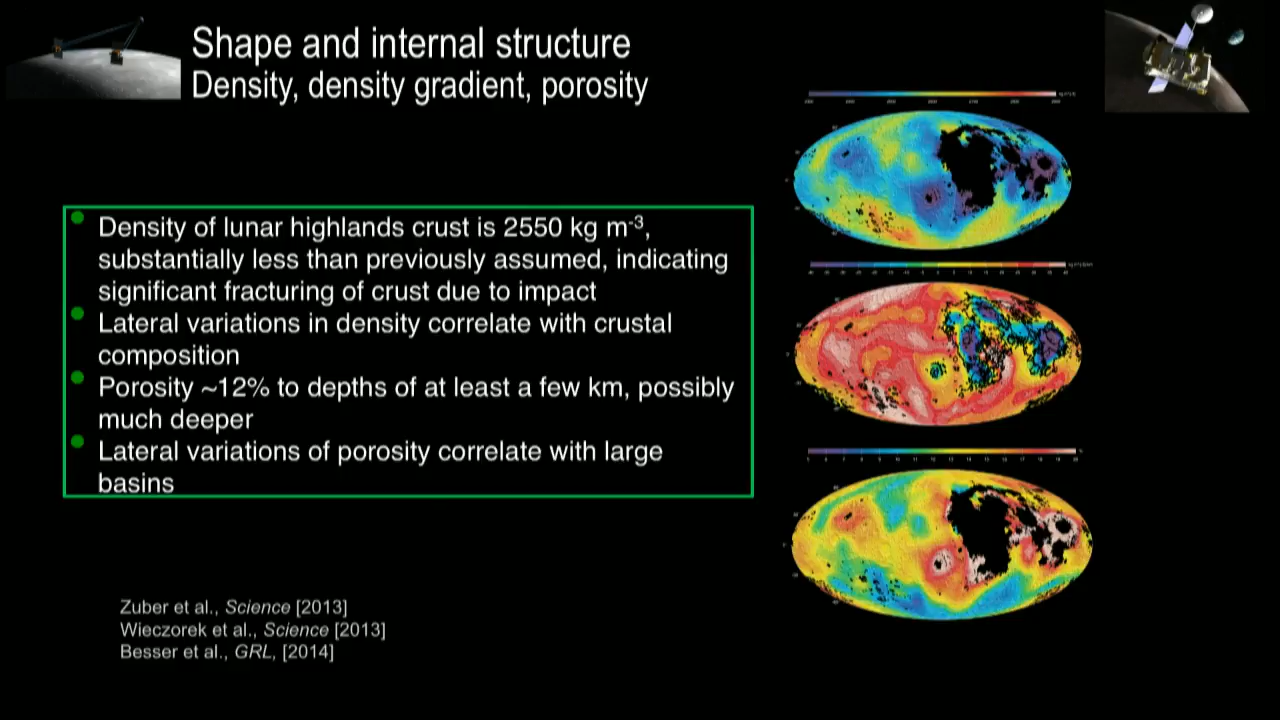 Shape and internal structure
Density, density gradient, porosity
Density of lunar highlands crust is 2550 kg m-3,
substantially less than previously assumed, indicating
significant fracturing of crust due to impact
Lateral variations in density correlate with crustal
composition
Porosity ~12% to depths of at least a few km, possibly
much deeper
Lateral variations of porosity correlate with large
basins
Zuber et al., Science [2013]
Wieczorek et al., Science [2013]
Besser et al., GRL, [2014]